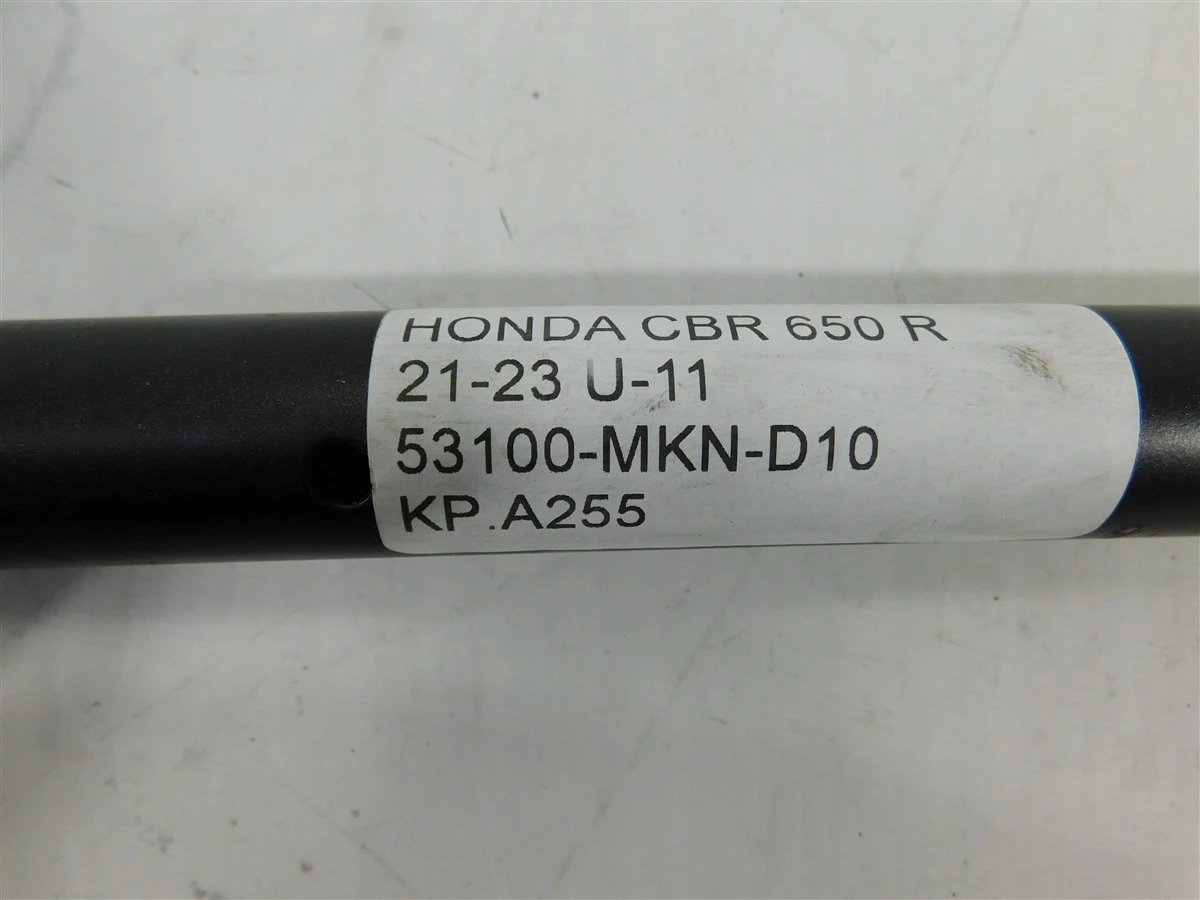 HONDA CBR 650 R
21-23 U-11
53100-MKN-D10
KP.A255